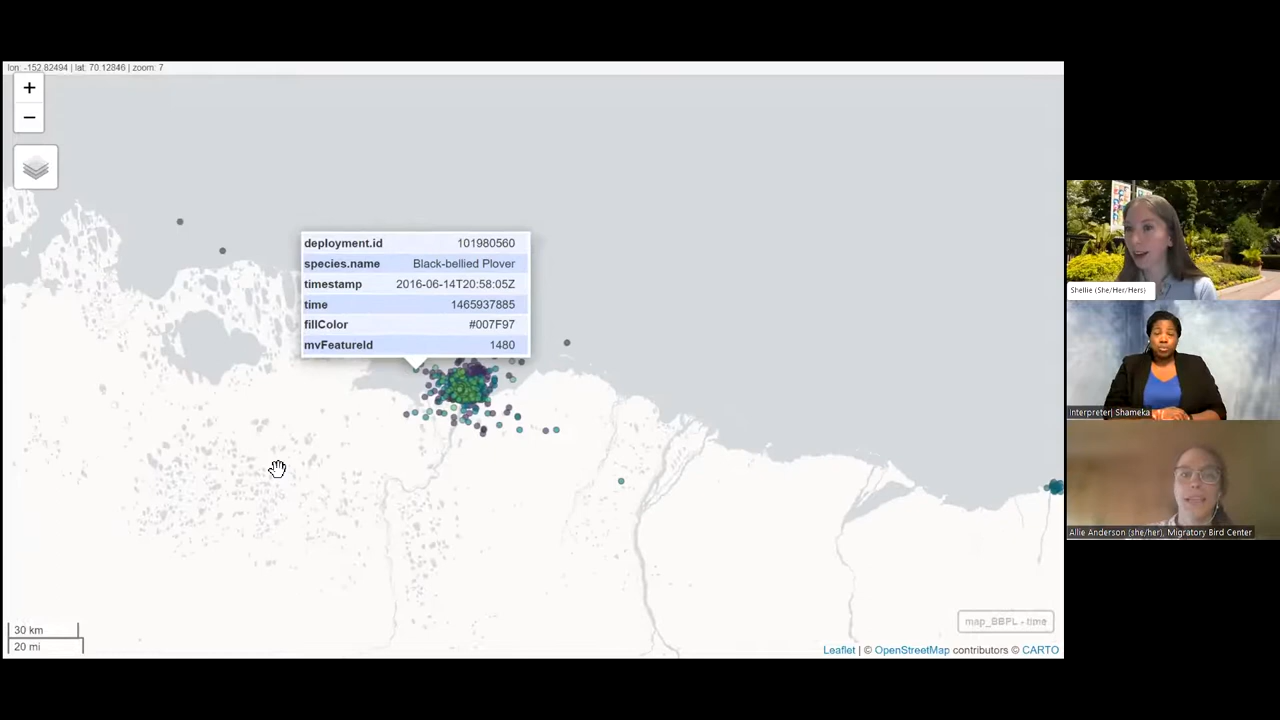 lon: -152.82494 | lat: 70.12846 | zoom: 7
+
−
deployment.id 101980560
species.name Black-bellied Plover
timestamp 2016-06-14T20:58:05Z
time 1465937885
fillColor #007F97
mvFeatureId 1480
30 km
20 mi
map_BBPL - time
Leaflet | © OpenStreetMap contributors © CARTO
Shellie (She/Her/Hers)
Interpreter| Shameka
Allie Anderson (she/her), Migratory Bird Center